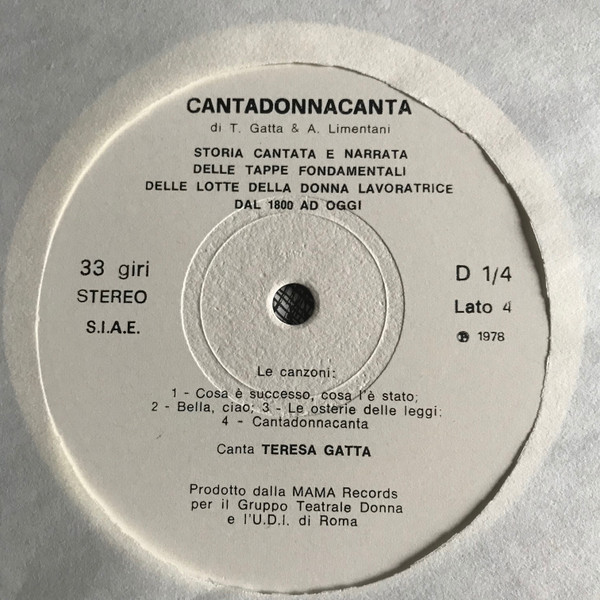 CANTADONNACANTA
di T. Gatta & A. Limentani
STORIA CANTATA E NARRATA
DELLE TAPPE FONDAMENTALI
DELLE LOTTE DELLA DONNA LAVORATRICE
DAL 1800 AD OGGI
33 giri
STEREO
S.I.A.E.
D 1/4
Lato 4
℗ 1978
Le canzoni:
1 - Cosa è successo, cosa l'è stato;
2 - Bella, ciao; 3 - Le osterie delle leggi;
4 - Cantadonnacanta
Canta TERESA GATTA
Prodotto dalla MAMA Records
per il Gruppo Teatrale Donna
e l'U.D.I. di Roma